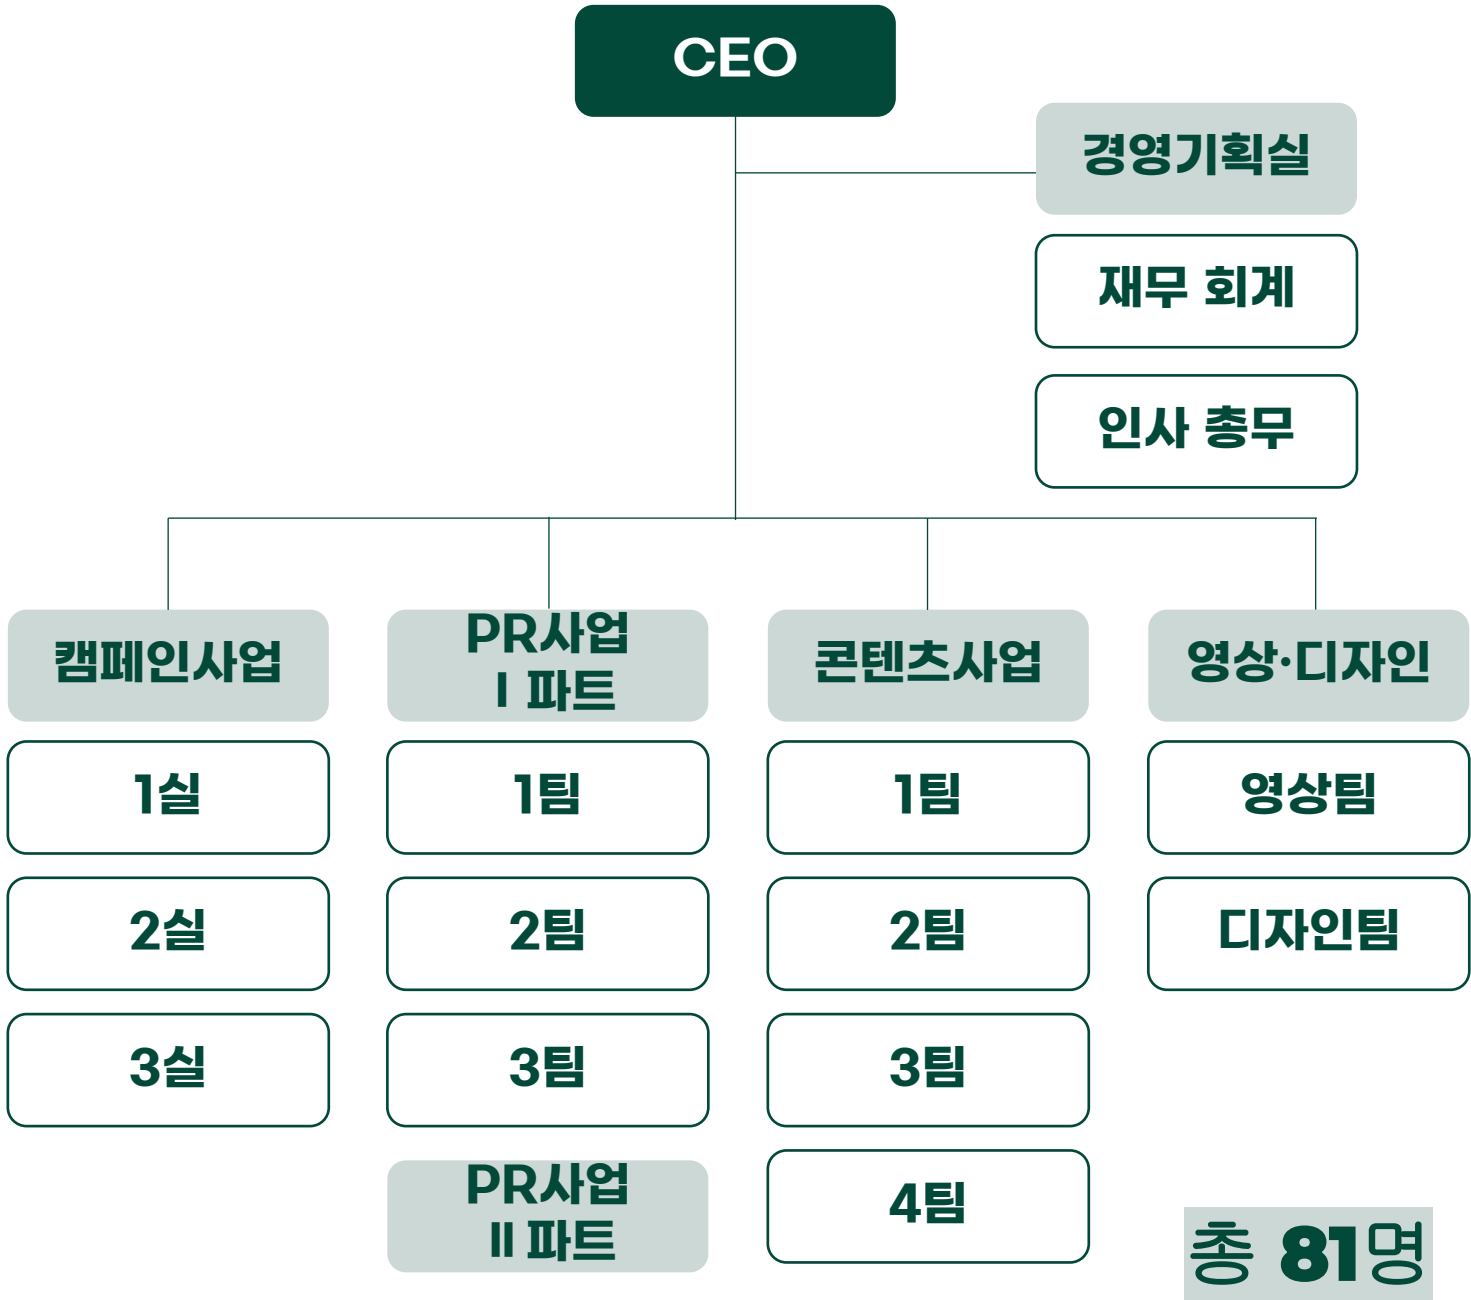 CEO
경영기획실
재무 회계
인사 총무
캠페인사업
1실
2실
3실
PR사업
I 파트
1팀
2팀
3팀
PR사업
II 파트
콘텐츠사업
1팀
2팀
3팀
4팀
영상·디자인
영상팀
디자인팀
총 81명